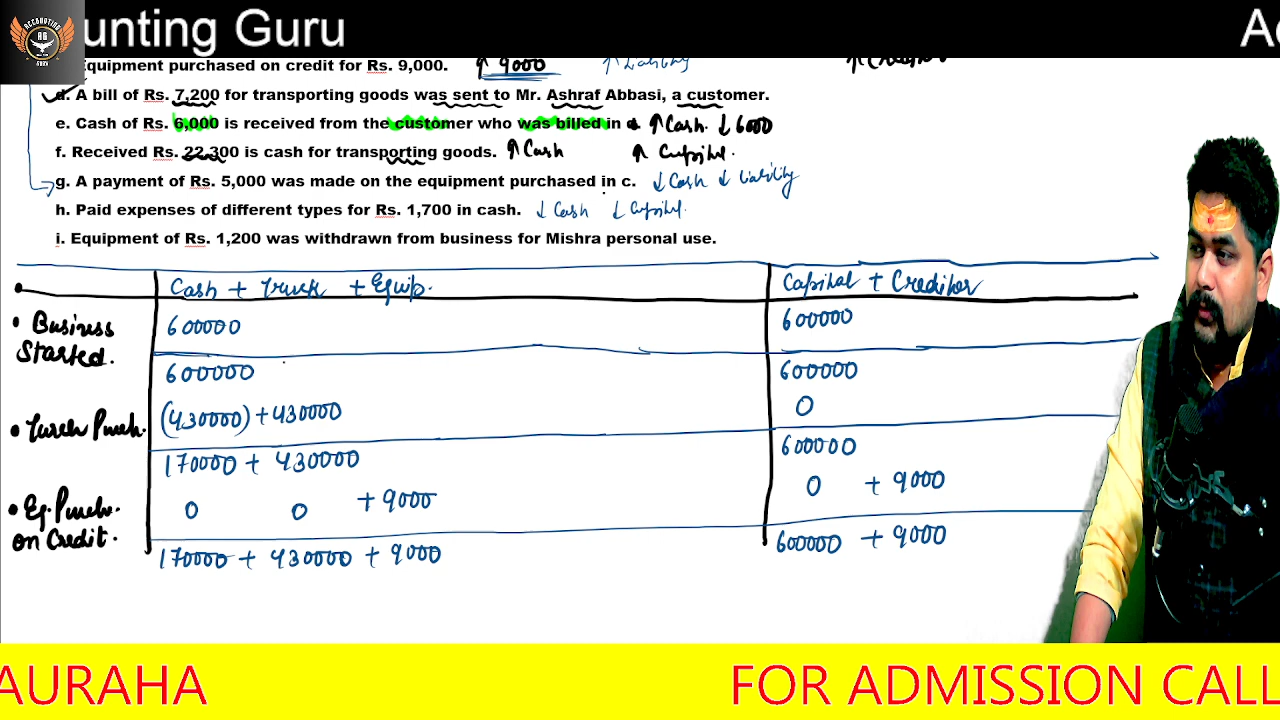 unting Guru
A
ACCOUNTING
AG
GURU
Equipment purchased on credit for Rs. 9,000. ↑ 9000 ↑ Liability
d. A bill of Rs. 7,200 for transporting goods was sent to Mr. Ashraf Abbasi, a customer.
e. Cash of Rs. 6,000 is received from the customer who was billed in ↑ Cash ↓ 6000
f. Received Rs. 22,300 is cash for transporting goods. ↑ Cash ↑ Capital.
g. A payment of Rs. 5,000 was made on the equipment purchased in c. ↓ Cash ↓ liability
h. Paid expenses of different types for Rs. 1,700 in cash. ↓ Cash ↓ Capital.
i. Equipment of Rs. 1,200 was withdrawn from business for Mishra personal use.
Cash + Truck + Equip. Capital + Creditor
• Business Started. 600000 600000
600000 600000
• Purch. (430000) + 430000 0
170000 + 430000 600000
• Eq. Purch. on Credit. 0 0 + 9000 0 + 9000
170000 + 430000 + 9000 600000 + 9000
AURAHA
FOR ADMISSION CALL